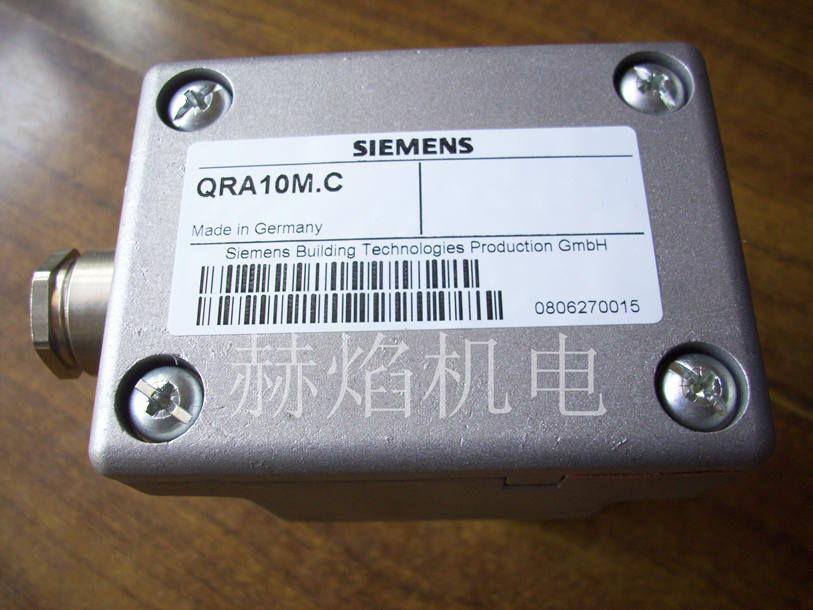 SIEMENS
QRA10M.C
Made in Germany
Siemens Building Technologies Production GmbH
0806270015
赫焰机电